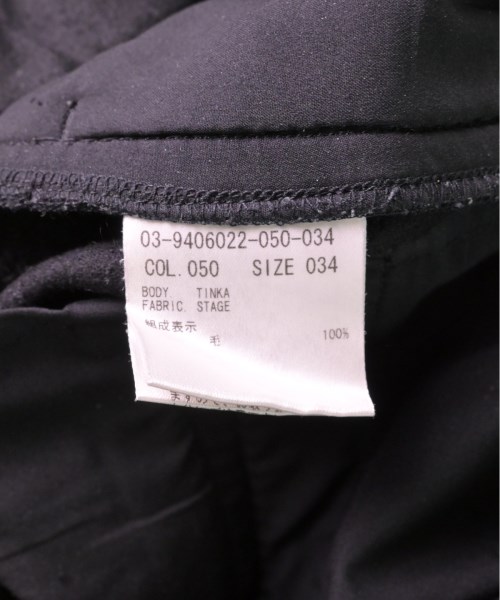 03-9406022-050-034
COL.050 SIZE 034
BODY. TINKA
FABRIC. STAGE
組成表示
毛 100%